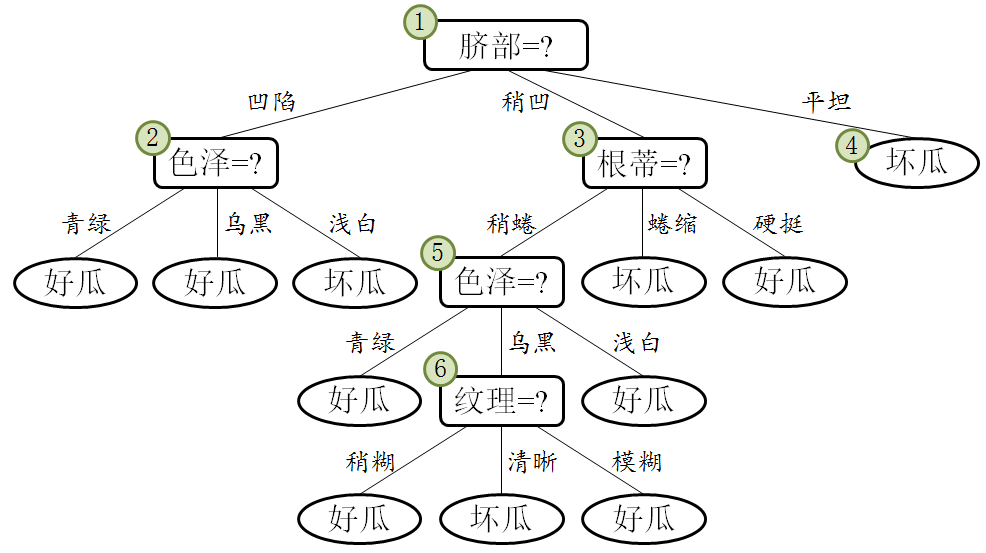 1
脐部=?
凹陷
稍凹
平坦
2
色泽=?
3
根蒂=?
4
坏瓜
青绿
乌黑
浅白
稍蜷
蜷缩
硬挺
好瓜
好瓜
坏瓜
5
色泽=?
坏瓜
好瓜
青绿
乌黑
浅白
好瓜
6
纹理=?
好瓜
稍糊
清晰
模糊
好瓜
坏瓜
好瓜